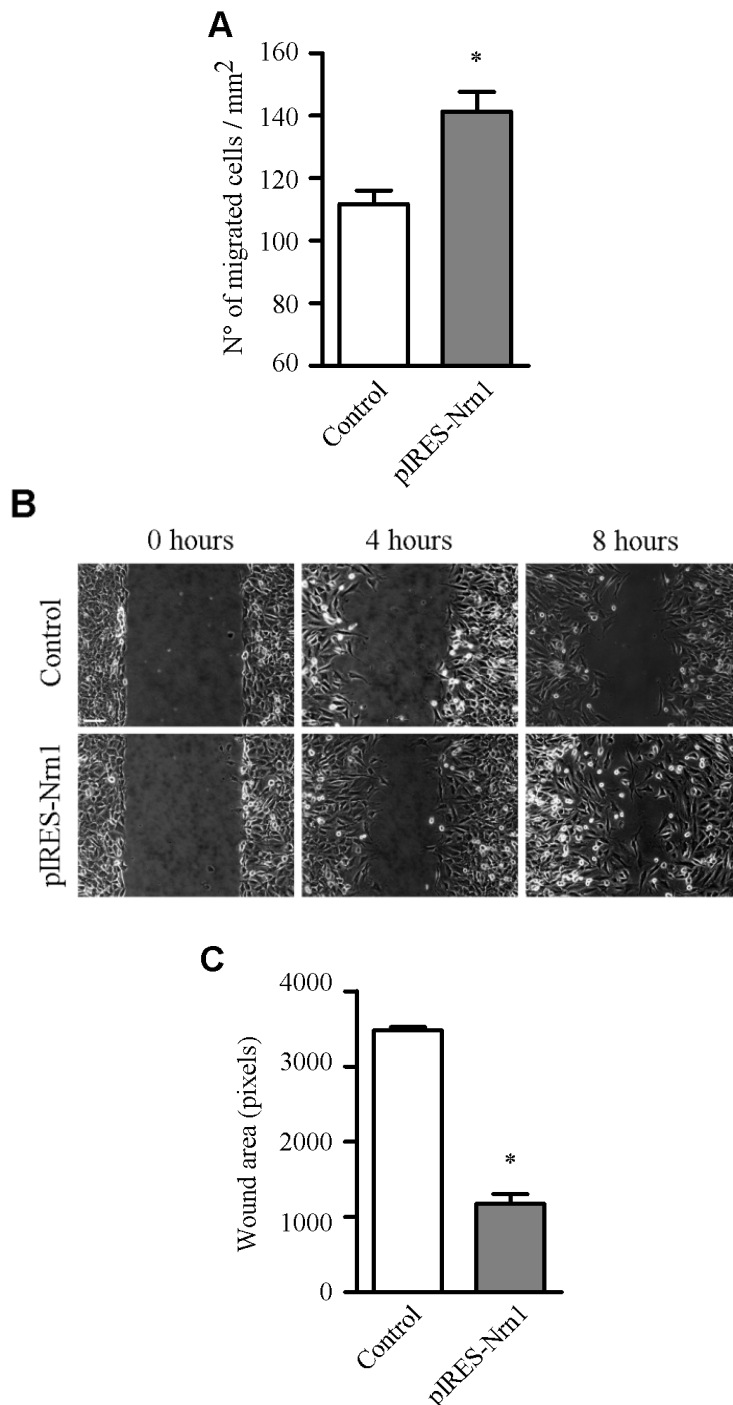 A
160
140
120
100
80
60
N° of migrated cells / mm²
*
Control
pIRES-Nrn1
B
0 hours
4 hours
8 hours
Control
pIRES-Nrn1
C
4000
3000
2000
1000
0
Wound area (pixels)
*
Control
pIRES-Nrn1